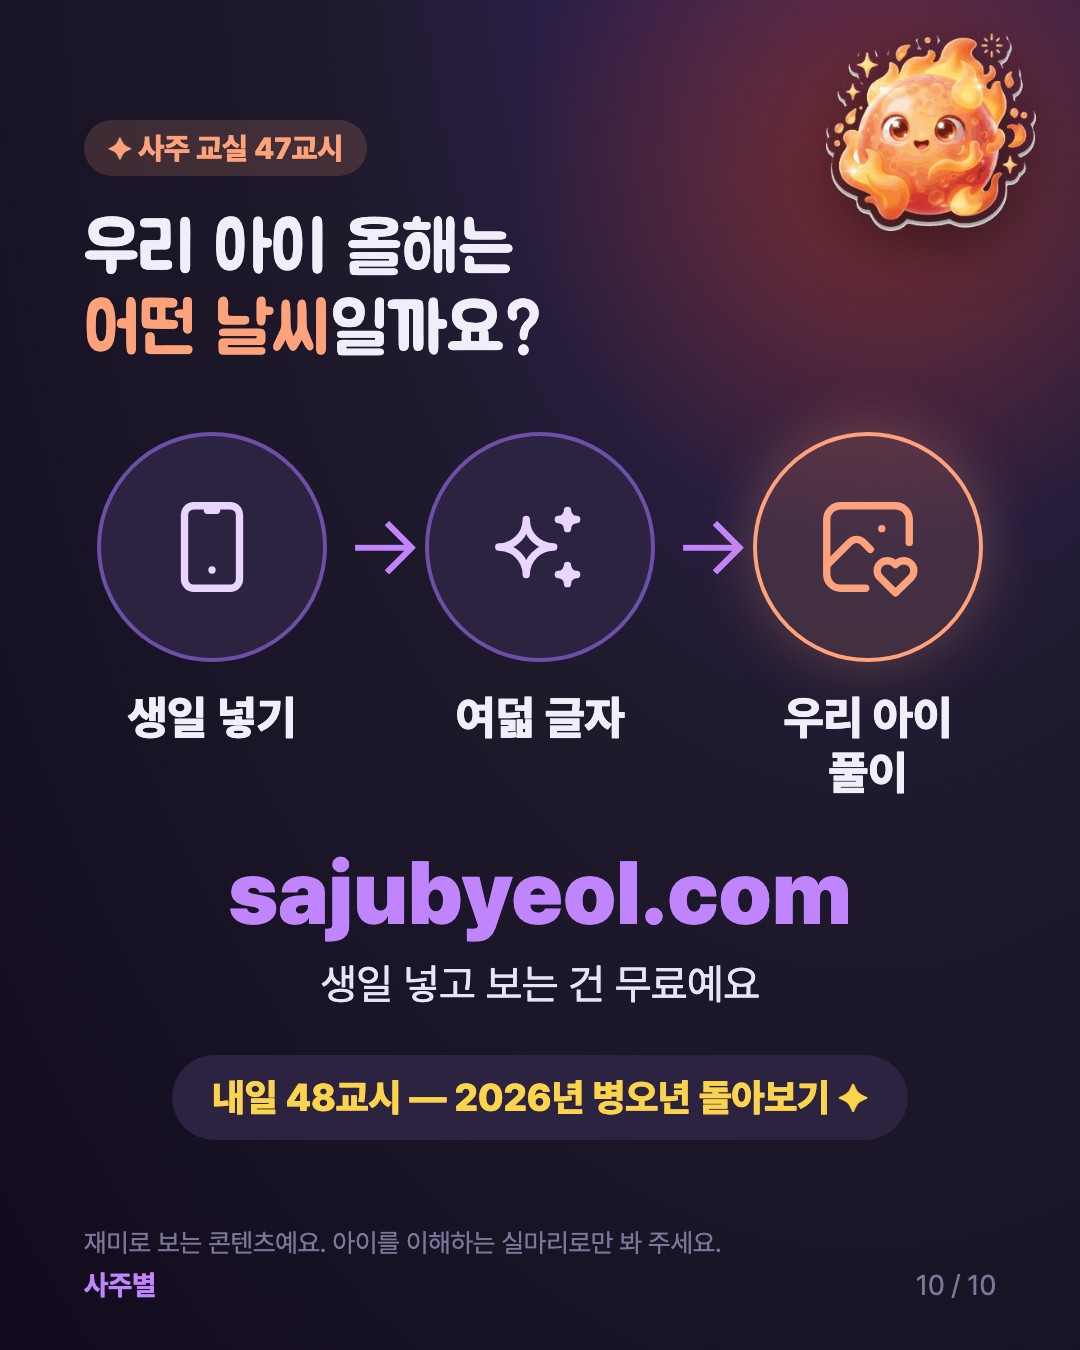 ✦ 사주 교실 47교시
우리 아이 올해는
어떤 날씨일까요?
생일 넣기
여덟 글자
우리 아이
풀이
sajubyeol.com
생일 넣고 보는 건 무료예요
내일 48교시 — 2026년 병오년 돌아보기 ✦
재미로 보는 콘텐츠예요. 아이를 이해하는 실마리로만 봐 주세요.
사주별
10 / 10